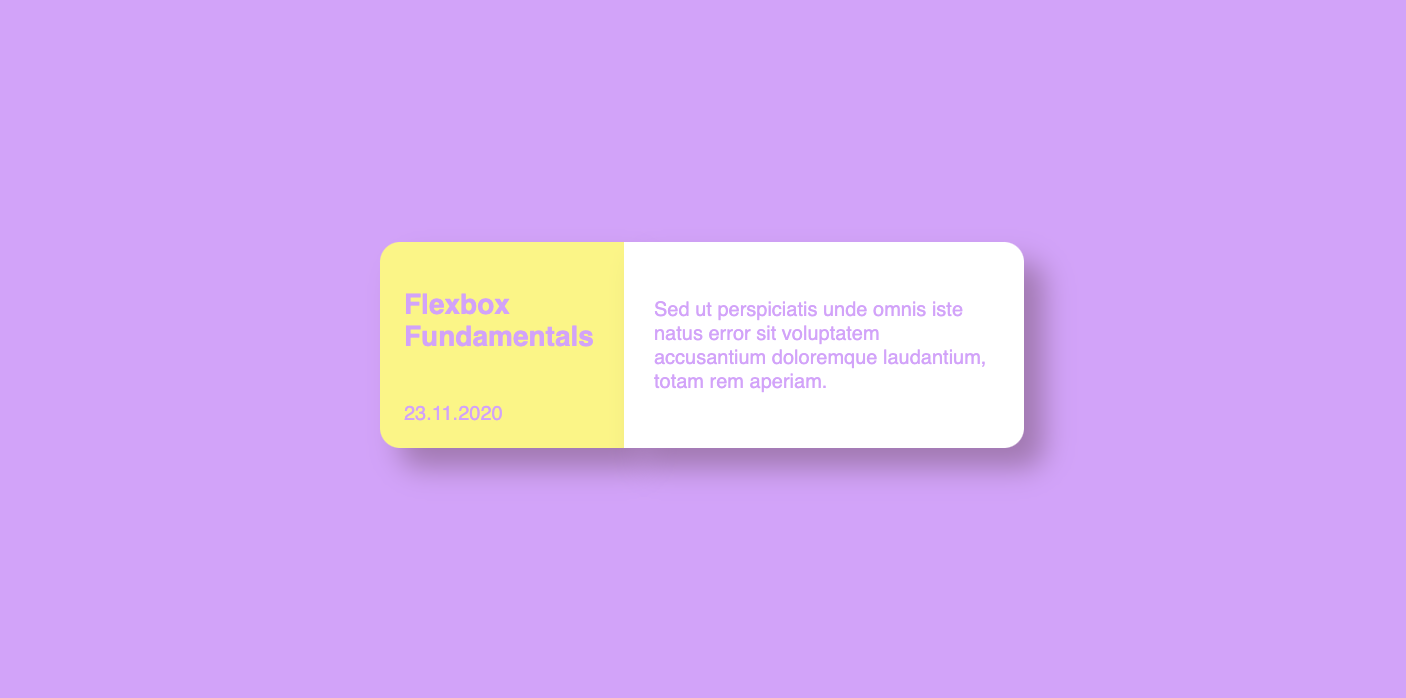 Flexbox
Fundamentals
23.11.2020
Sed ut perspiciatis unde omnis iste
natus error sit voluptatem
accusantium doloremque laudantium,
totam rem aperiam.